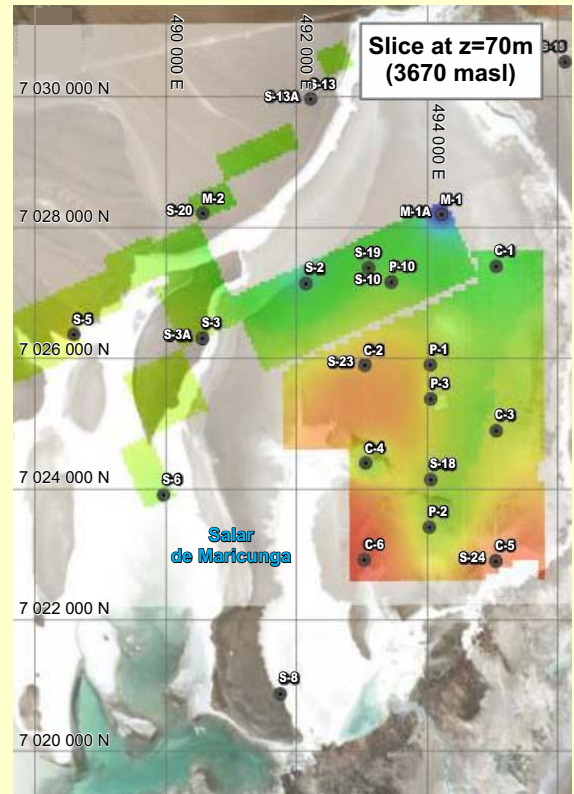 Slice at z=70m
(3670 masl)
490 000 E
492 000 E
494 000 E
S-13
S-13A
7 030 000 N
M-2
S-20
M-1
M-1A
7 028 000 N
S-19
C-1
S-2
S-10
P-10
S-5
S-3
S-3A
7 026 000 N
C-2
P-1
S-23
P-3
C-3
C-4
S-18
7 024 000 N
S-6
P-2
Salar
de Maricunga
C-6
S-24
C-5
7 022 000 N
S-8
7 020 000 N